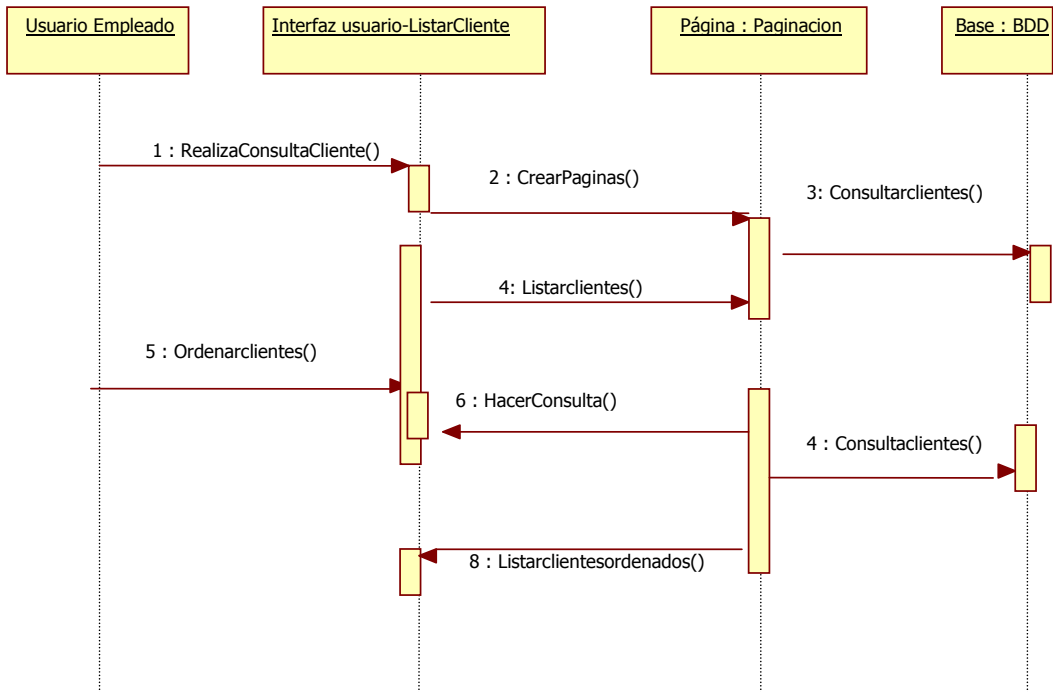 Usuario Empleado
Interfaz usuario-ListarCliente
Página : Paginacion
Base : BDD
1 : RealizaConsultaCliente()
2 : CrearPaginas()
3: Consultarclientes()
4: Listarclientes()
5 : Ordenarclientes()
6 : HacerConsulta()
4 : Consultaclientes()
8 : Listarclientesordenados()